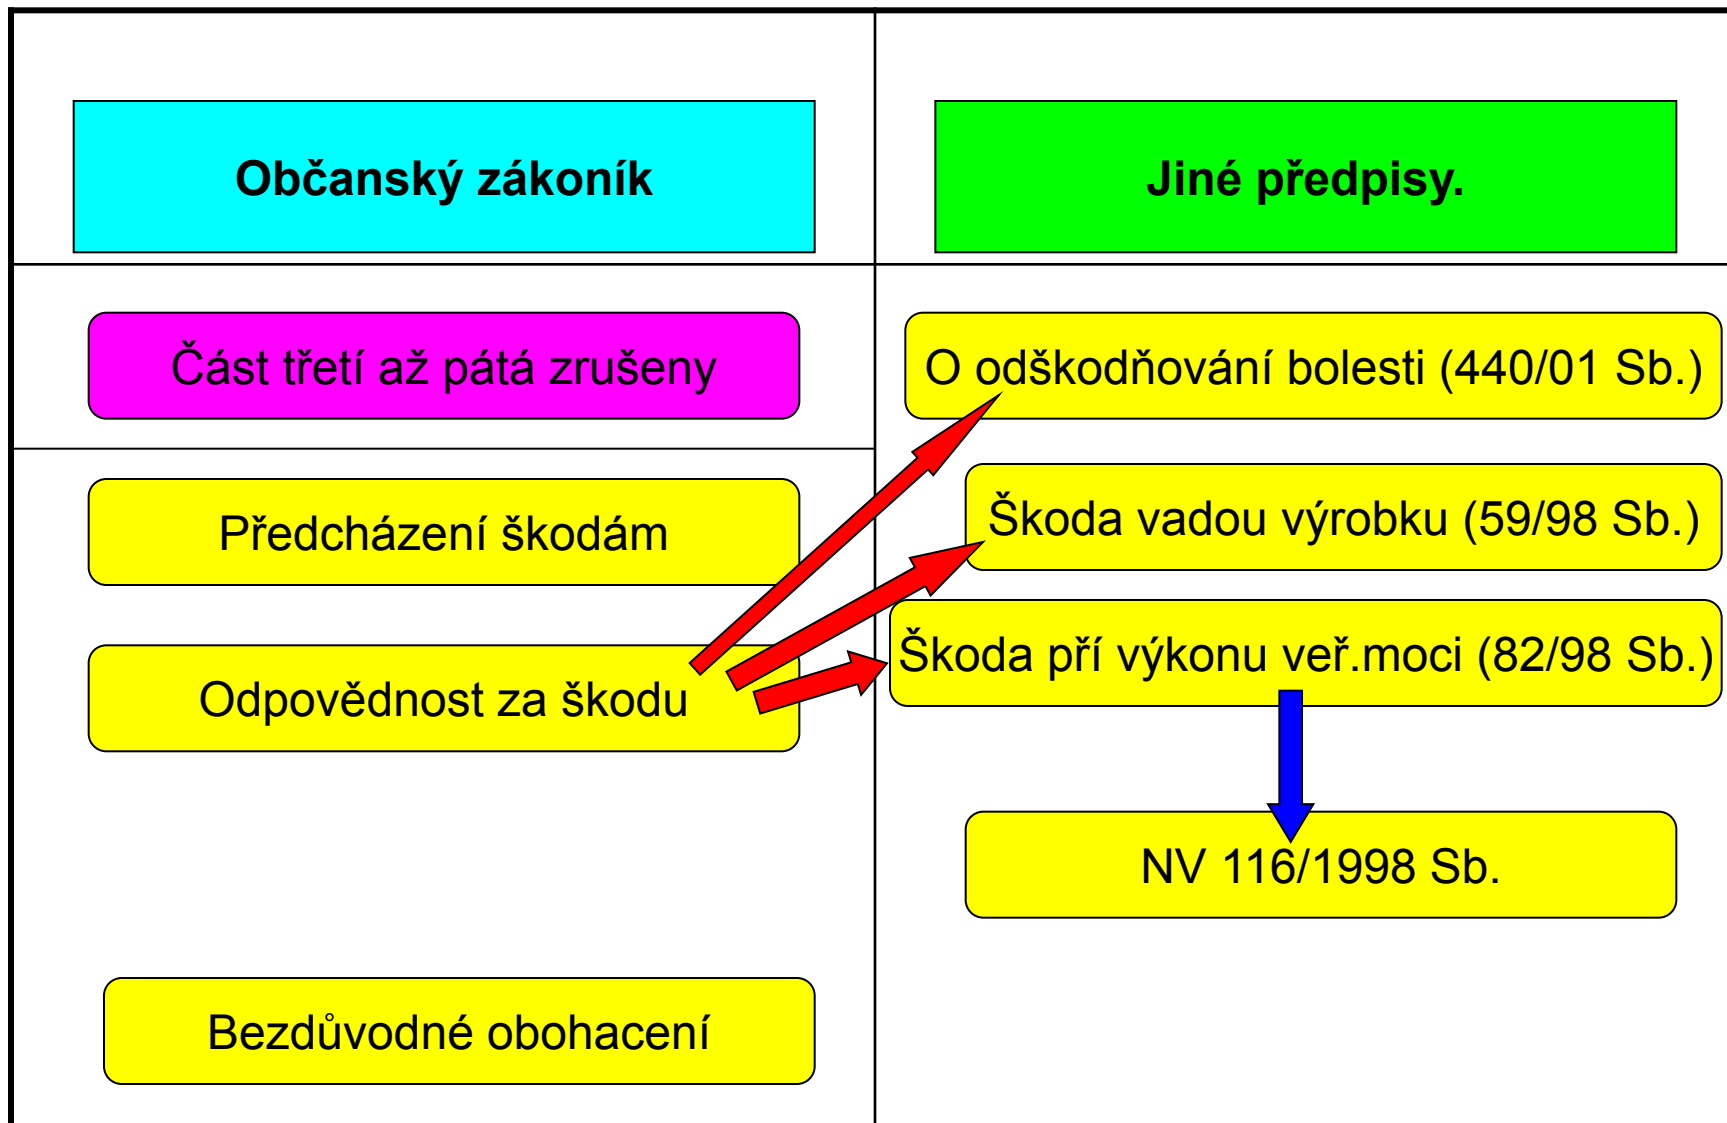 Občanský zákoník
Jiné předpisy.
Část třetí až pátá zrušeny
O odškodňování bolesti (440/01 Sb.)
Předcházení škodám
Škoda vadou výrobku (59/98 Sb.)
Odpovědnost za škodu
Škoda pří výkonu veř.moci (82/98 Sb.)
NV 116/1998 Sb.
Bezdůvodné obohacení